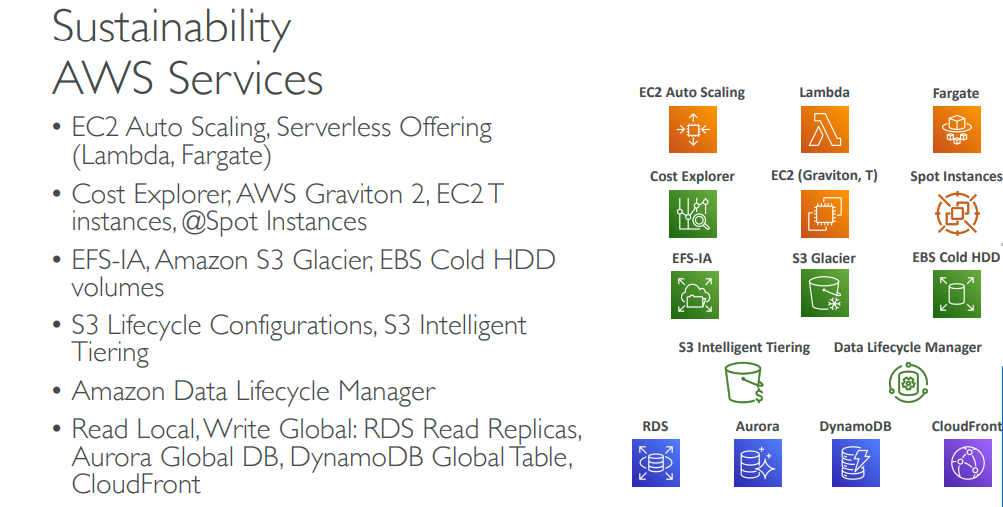 Sustainability
AWS Services
• EC2 Auto Scaling, Serverless Offering
(Lambda, Fargate)
• Cost Explorer, AWS Graviton 2, EC2 T
instances, @Spot Instances
• EFS-IA, Amazon S3 Glacier, EBS Cold HDD
volumes
• S3 Lifecycle Configurations, S3 Intelligent
Tiering
• Amazon Data Lifecycle Manager
• Read Local, Write Global: RDS Read Replicas,
Aurora Global DB, DynamoDB Global Table,
CloudFront
EC2 Auto Scaling Lambda Fargate
Cost Explorer EC2 (Graviton, T) Spot Instances
EFS-IA S3 Glacier EBS Cold HDD
S3 Intelligent Tiering Data Lifecycle Manager
RDS Aurora DynamoDB CloudFront